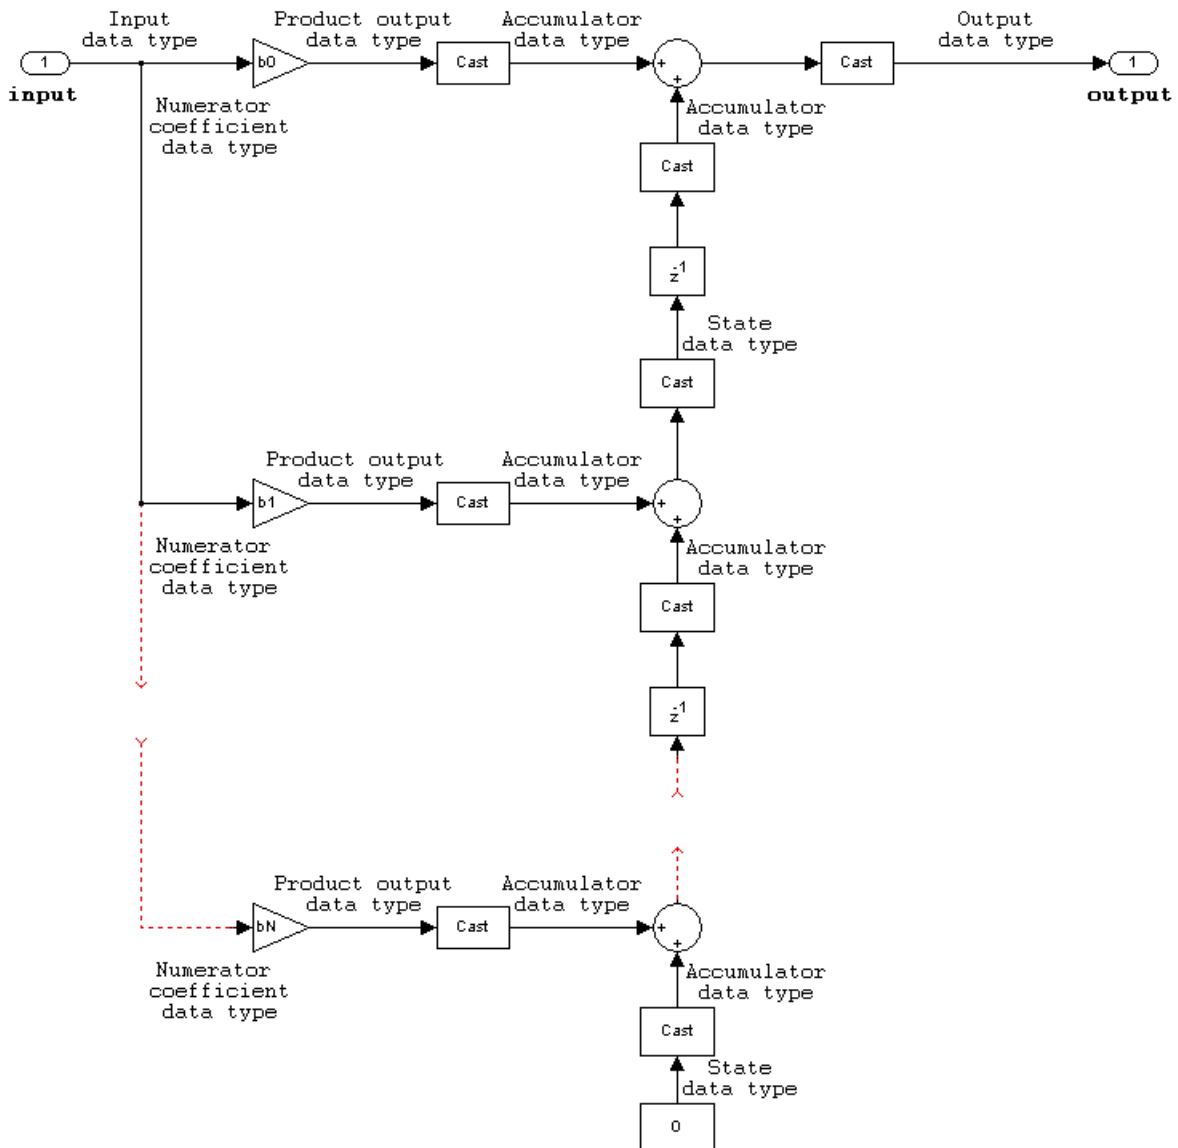 Input
data type
Product output
data type
Accumulator
data type
Output
data type
1
b0
Cast
+
+
Cast
1
input
output
Numerator
coefficient
data type
Accumulator
data type
Cast
z-1
State
data type
Cast
Product output
data type
Accumulator
data type
b1
Cast
+
+
Numerator
coefficient
data type
Accumulator
data type
Cast
z-1
Product output
data type
Accumulator
data type
bN
Cast
+
+
Numerator
coefficient
data type
Accumulator
data type
Cast
State
data type
0